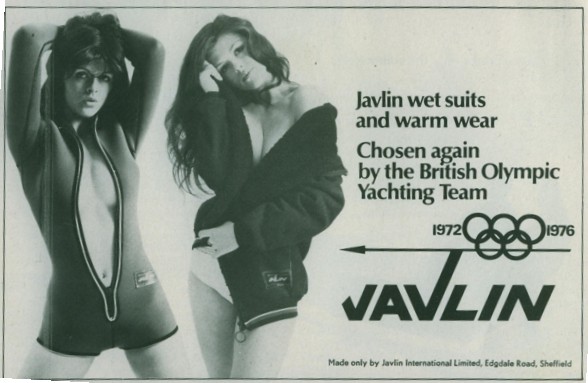 Javlin wet suits
and warm wear
Chosen again
by the British Olympic
Yachting Team
1972 1976
JAVLIN
Made only by Javlin International Limited, Edgdale Road, Sheffield